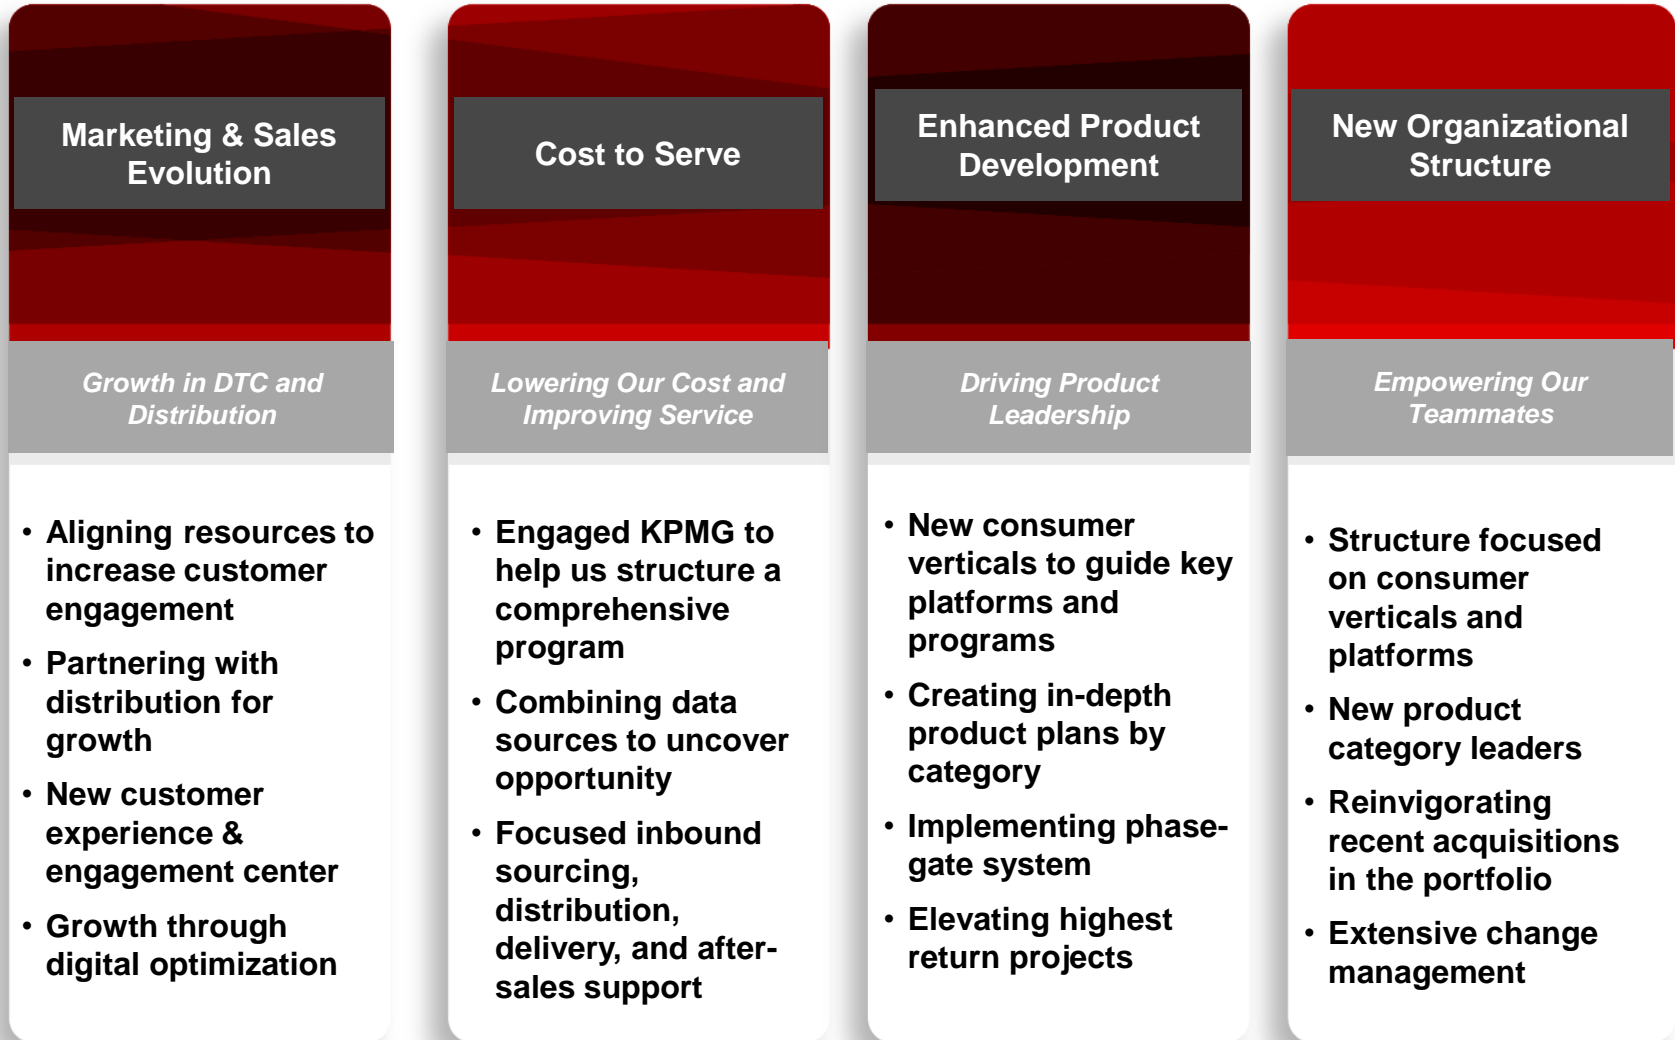 Marketing & Sales
Evolution
Growth in DTC and
Distribution
• Aligning resources to
increase customer
engagement
• Partnering with
distribution for
growth
• New customer
experience &
engagement center
• Growth through
digital optimization
Cost to Serve
Lowering Our Cost and
Improving Service
• Engaged KPMG to
help us structure a
comprehensive
program
• Combining data
sources to uncover
opportunity
• Focused inbound
sourcing,
distribution,
delivery, and after-
sales support
Enhanced Product
Development
Driving Product
Leadership
• New consumer
verticals to guide key
platforms and
programs
• Creating in-depth
product plans by
category
• Implementing phase-
gate system
• Elevating highest
return projects
New Organizational
Structure
Empowering Our
Teammates
• Structure focused
on consumer
verticals and
platforms
• New product
category leaders
• Reinvigorating
recent acquisitions
in the portfolio
• Extensive change
management